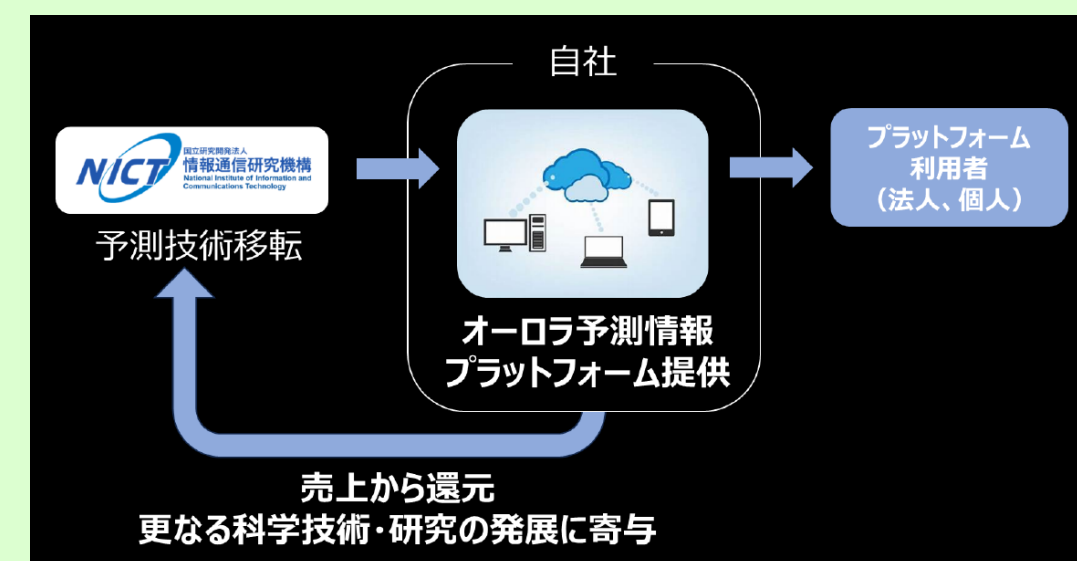 自社
NICT
国立研究開発法人
情報通信研究機構
National Institute of Information and
Communications Technology
予測技術移転
オーロラ予測情報
プラットフォーム提供
プラットフォーム
利用者
（法人、個人）
売上から還元
更なる科学技術・研究の発展に寄与